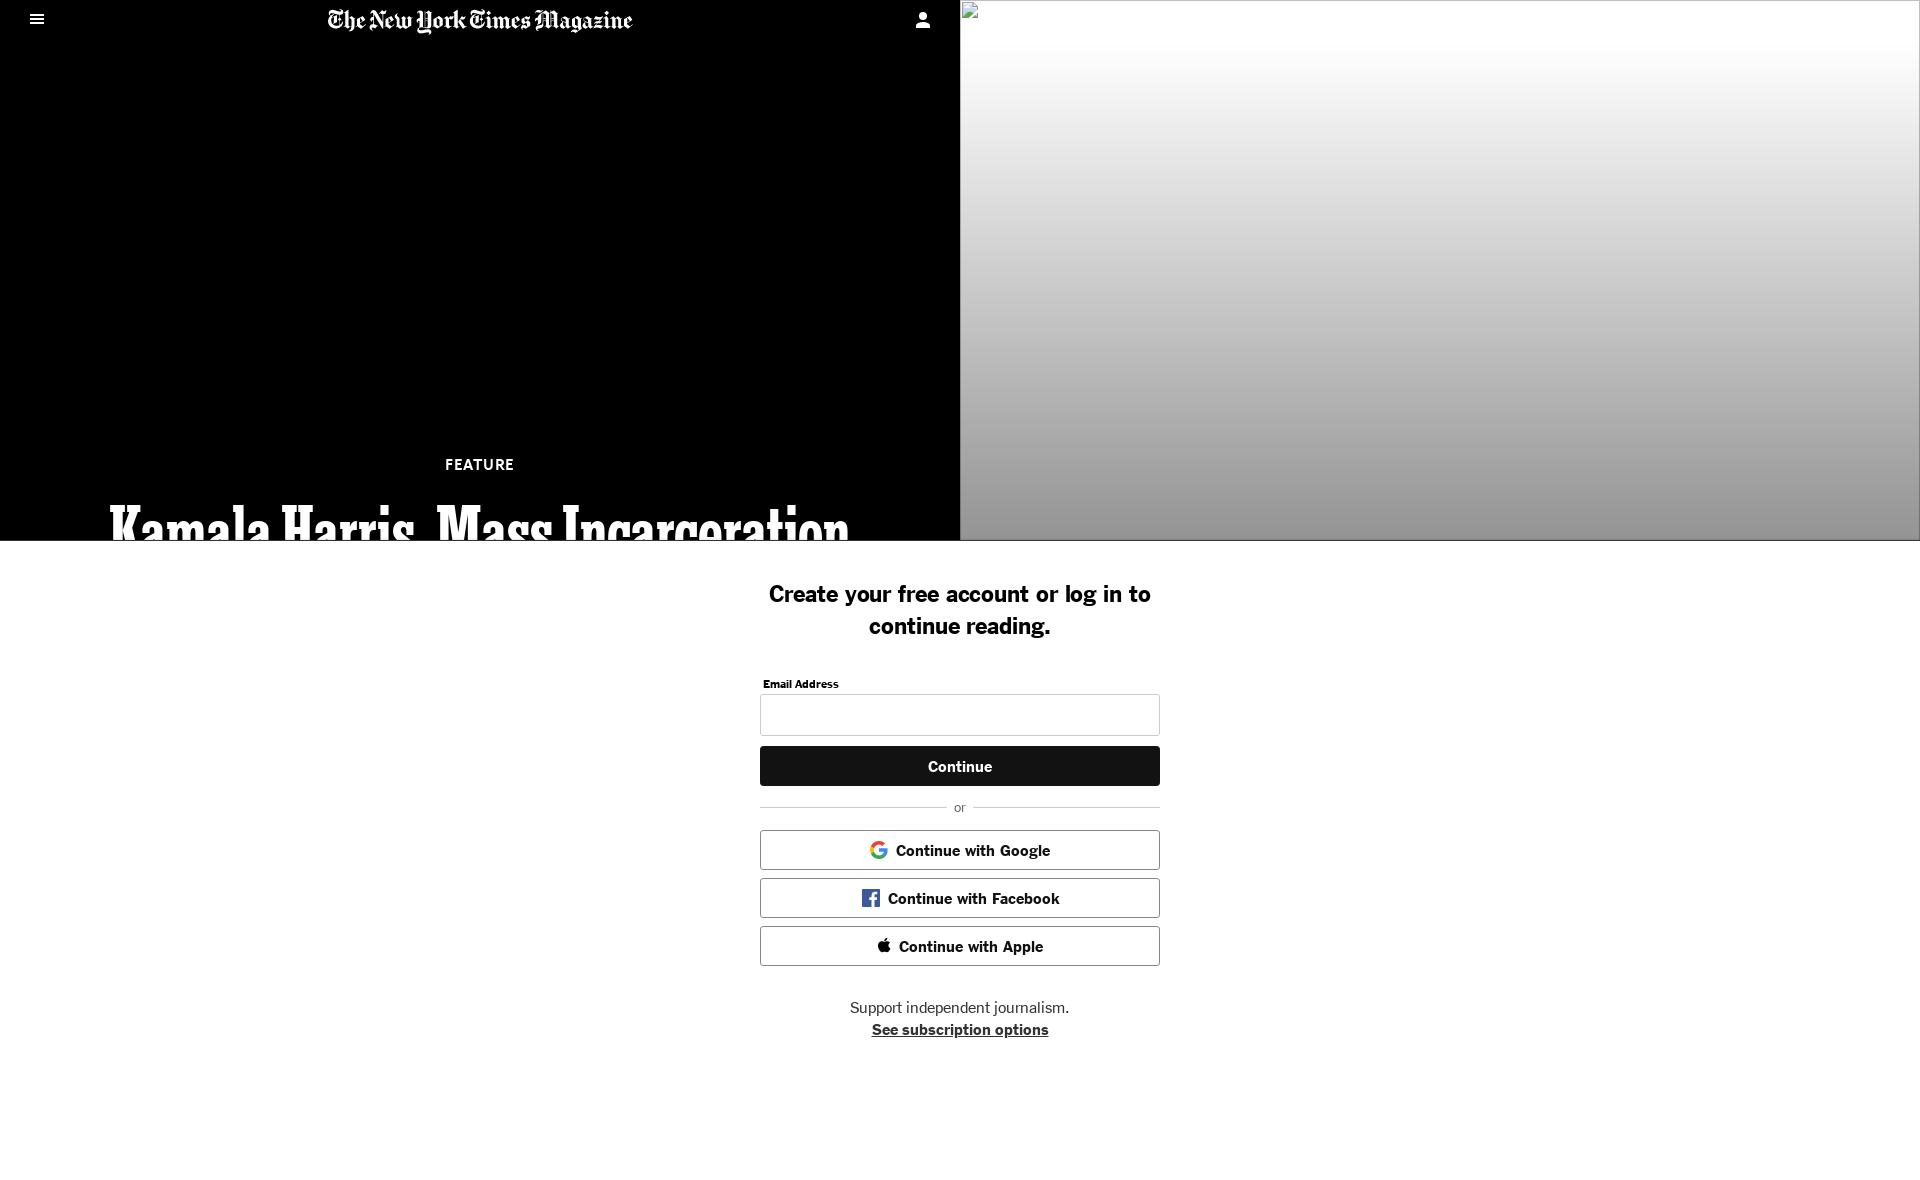 The New York Times Magazine
FEATURE
Kamala Harris, Mass Incarceration
Create your free account or log in to
continue reading.
Email Address
Continue
or
Continue with Google
Continue with Facebook
Continue with Apple
Support independent journalism.
See subscription options